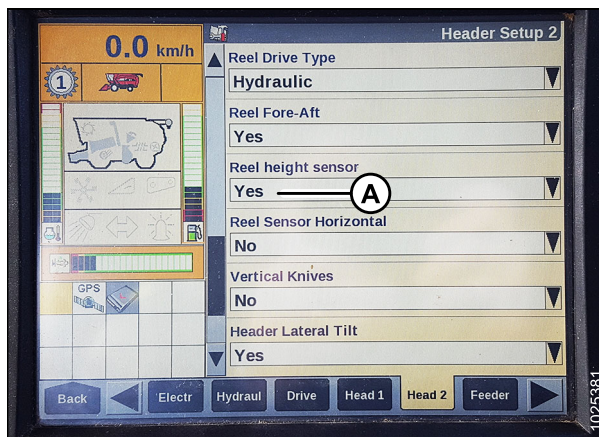 0.0 km/h
Header Setup 2
1
Reel Drive Type
Hydraulic
Reel Fore-Aft
Yes
Reel height sensor
Yes
A
Reel Sensor Horizontal
No
Vertical Knives
No
Header Lateral Tilt
Yes
GPS
Back
Electr
Hydraul
Drive
Head 1
Head 2
Feeder
1025381